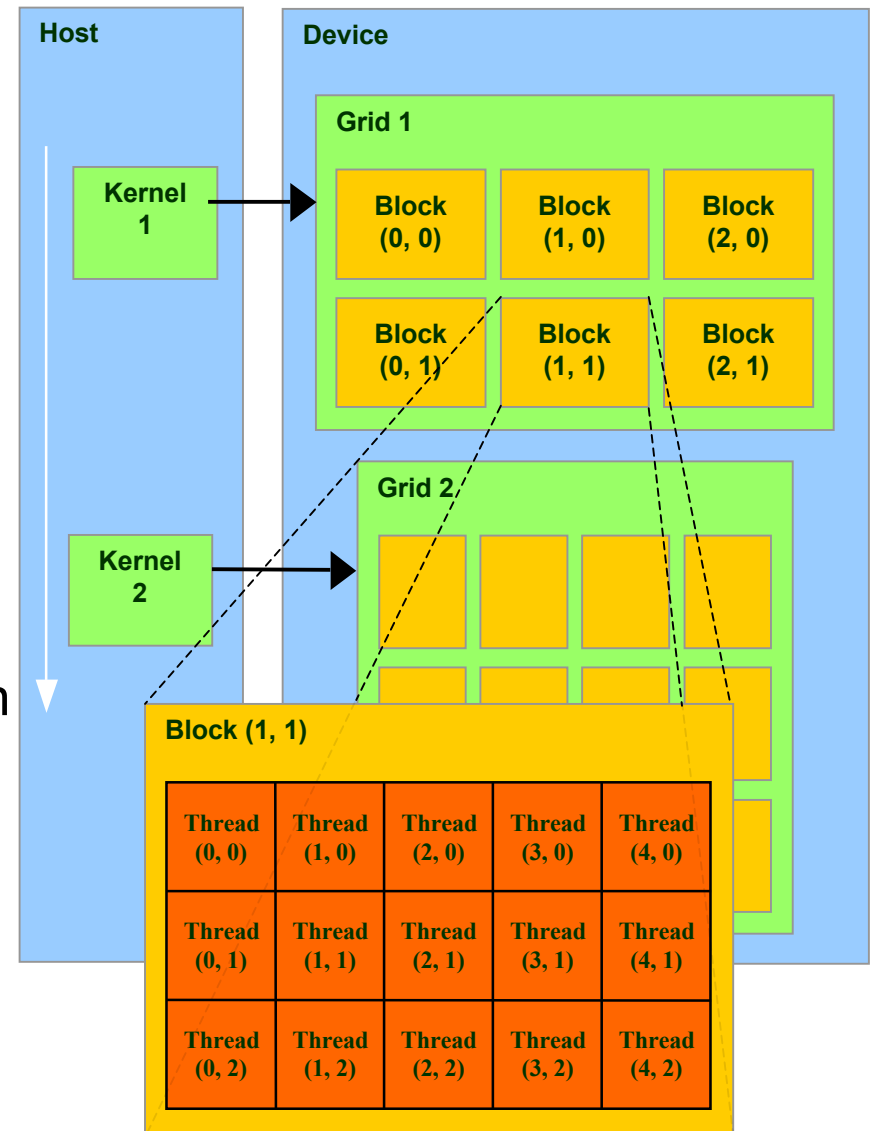 Host
Device
Grid 1
Kernel
1
Block
(0, 0)
Block
(1, 0)
Block
(2, 0)
Block
(0, 1)
Block
(1, 1)
Block
(2, 1)
Grid 2
Kernel
2
n
Block (1, 1)
Thread
(0, 0)
Thread
(1, 0)
Thread
(2, 0)
Thread
(3, 0)
Thread
(4, 0)
Thread
(0, 1)
Thread
(1, 1)
Thread
(2, 1)
Thread
(3, 1)
Thread
(4, 1)
Thread
(0, 2)
Thread
(1, 2)
Thread
(2, 2)
Thread
(3, 2)
Thread
(4, 2)